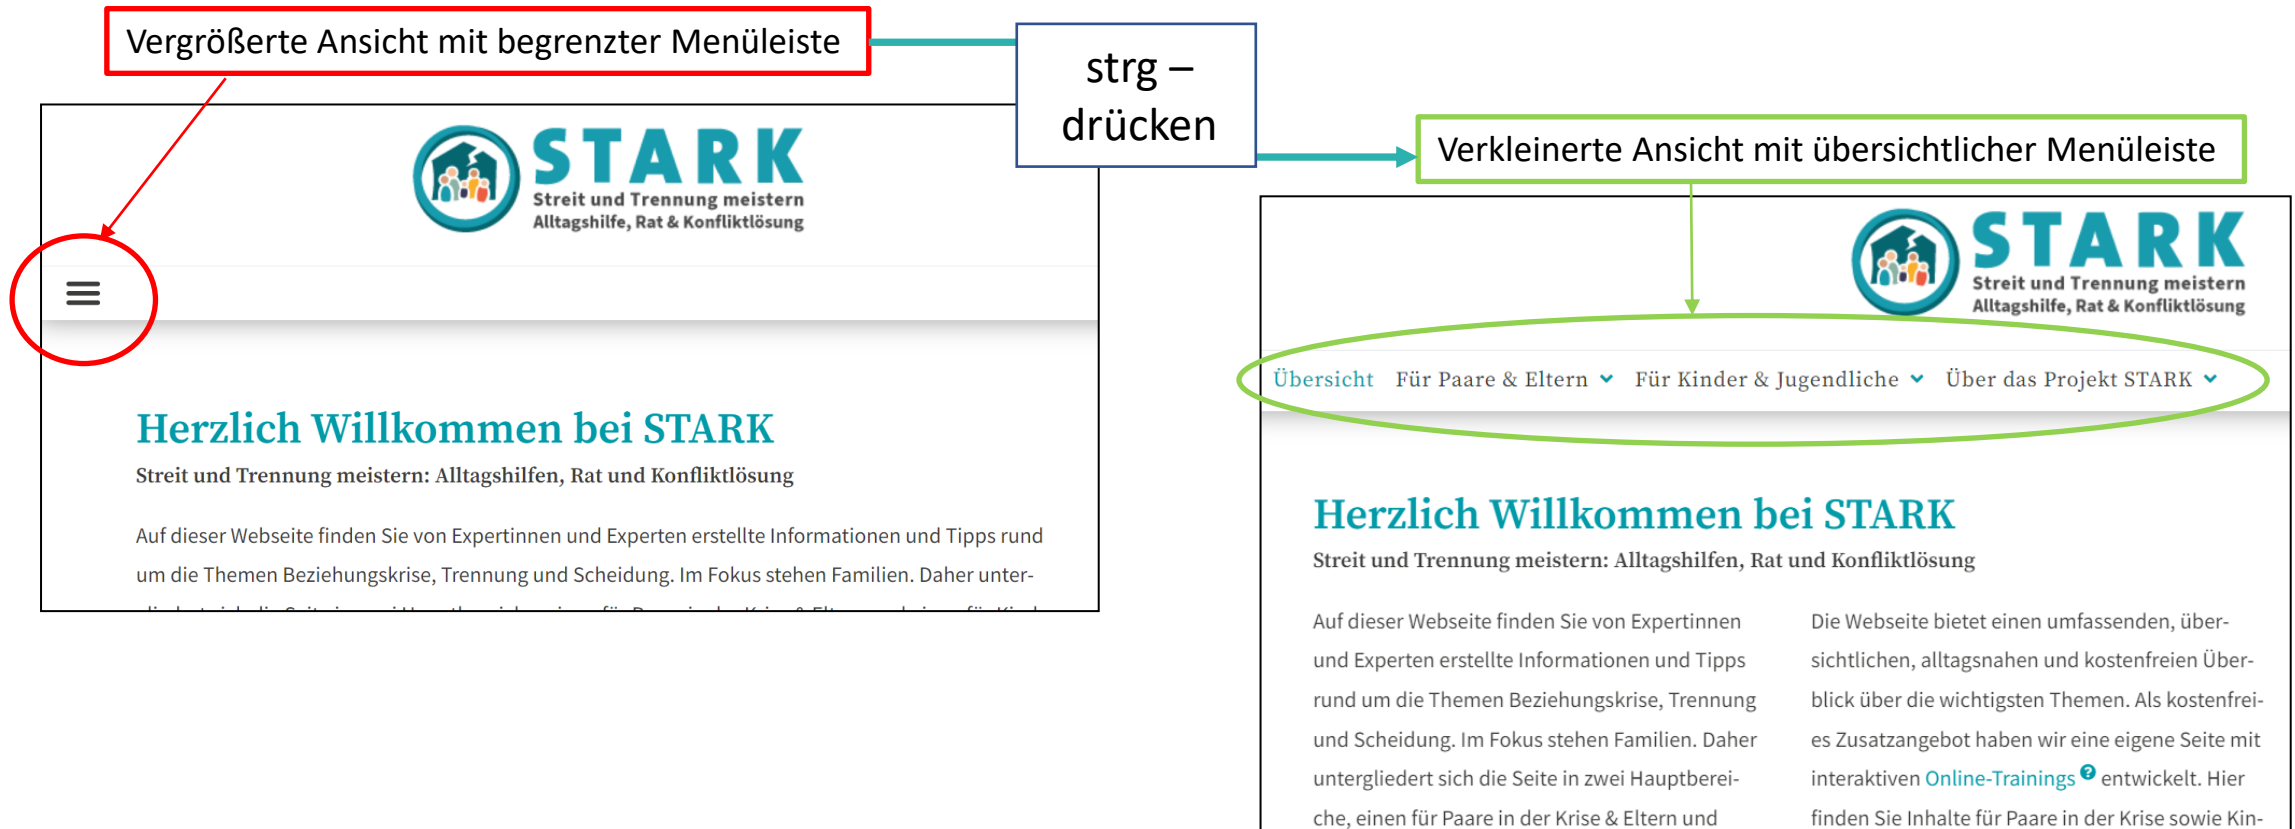 Vergrößerte Ansicht mit begrenzter Menüleiste
strg –
drücken
Verkleinerte Ansicht mit übersichtlicher Menüleiste
STARK
Streit und Trennung meistern
Alltagshilfe, Rat & Konfliktlösung
Herzlich Willkommen bei STARK
Streit und Trennung meistern: Alltagshilfen, Rat und Konfliktlösung
Auf dieser Webseite finden Sie von Expertinnen und Experten erstellte Informationen und Tipps rund
um die Themen Beziehungskrise, Trennung und Scheidung. Im Fokus stehen Familien. Daher unter-
STARK
Streit und Trennung meistern
Alltagshilfe, Rat & Konfliktlösung
Übersicht Für Paare & Eltern Für Kinder & Jugendliche Über das Projekt STARK
Herzlich Willkommen bei STARK
Streit und Trennung meistern: Alltagshilfen, Rat und Konfliktlösung
Auf dieser Webseite finden Sie von Expertinnen
und Experten erstellte Informationen und Tipps
rund um die Themen Beziehungskrise, Trennung
und Scheidung. Im Fokus stehen Familien. Daher
untergliedert sich die Seite in zwei Hauptberei-
che, einen für Paare in der Krise & Eltern und
Die Webseite bietet einen umfassenden, über-
sichtlichen, alltagsnahen und kostenfreien Über-
blick über die wichtigsten Themen. Als kostenfrei-
es Zusatzangebot haben wir eine eigene Seite mit
interaktiven Online-Trainings ? entwickelt. Hier
finden Sie Inhalte für Paare in der Krise sowie Kin-